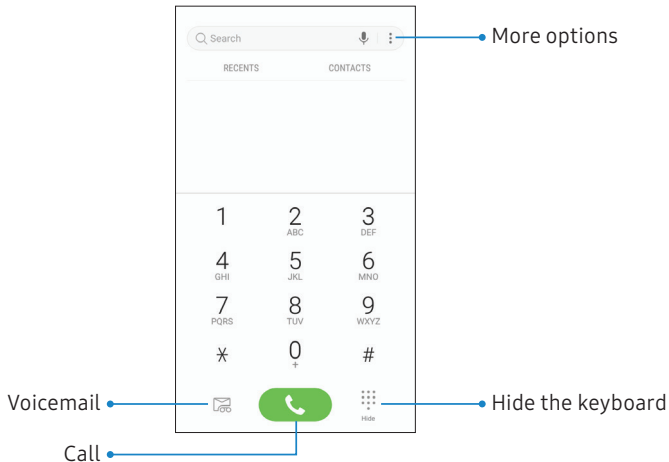 Search
More options
RECENTS CONTACTS
1 2 3
ABC DEF
4 5 6
GHI JKL MNO
7 8 9
PQRS TUV WXYZ
* 0 #
+
Voicemail
Hide the keyboard
Hide
Call